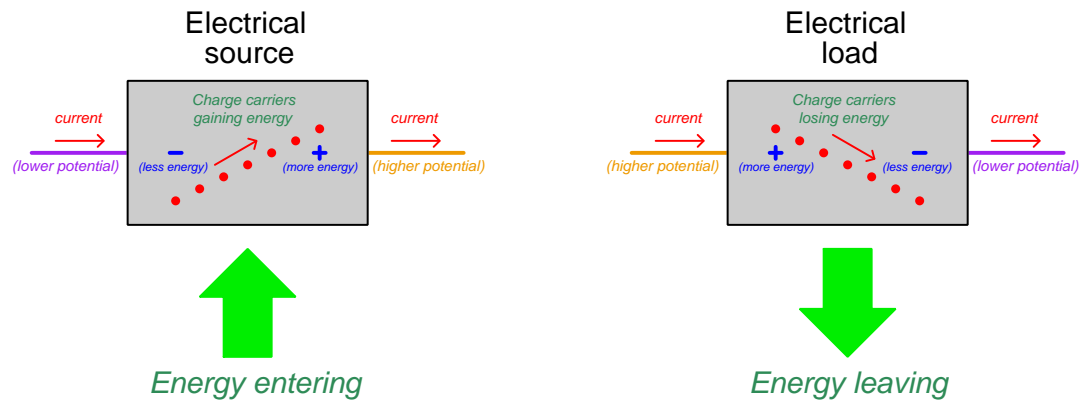 Electrical
source
Charge carriers
gaining energy
current
current
−
+
(lower potential)
(less energy)
(more energy)
(higher potential)
Energy entering
Electrical
load
Charge carriers
losing energy
current
current
+
−
(higher potential)
(more energy)
(less energy)
(lower potential)
Energy leaving